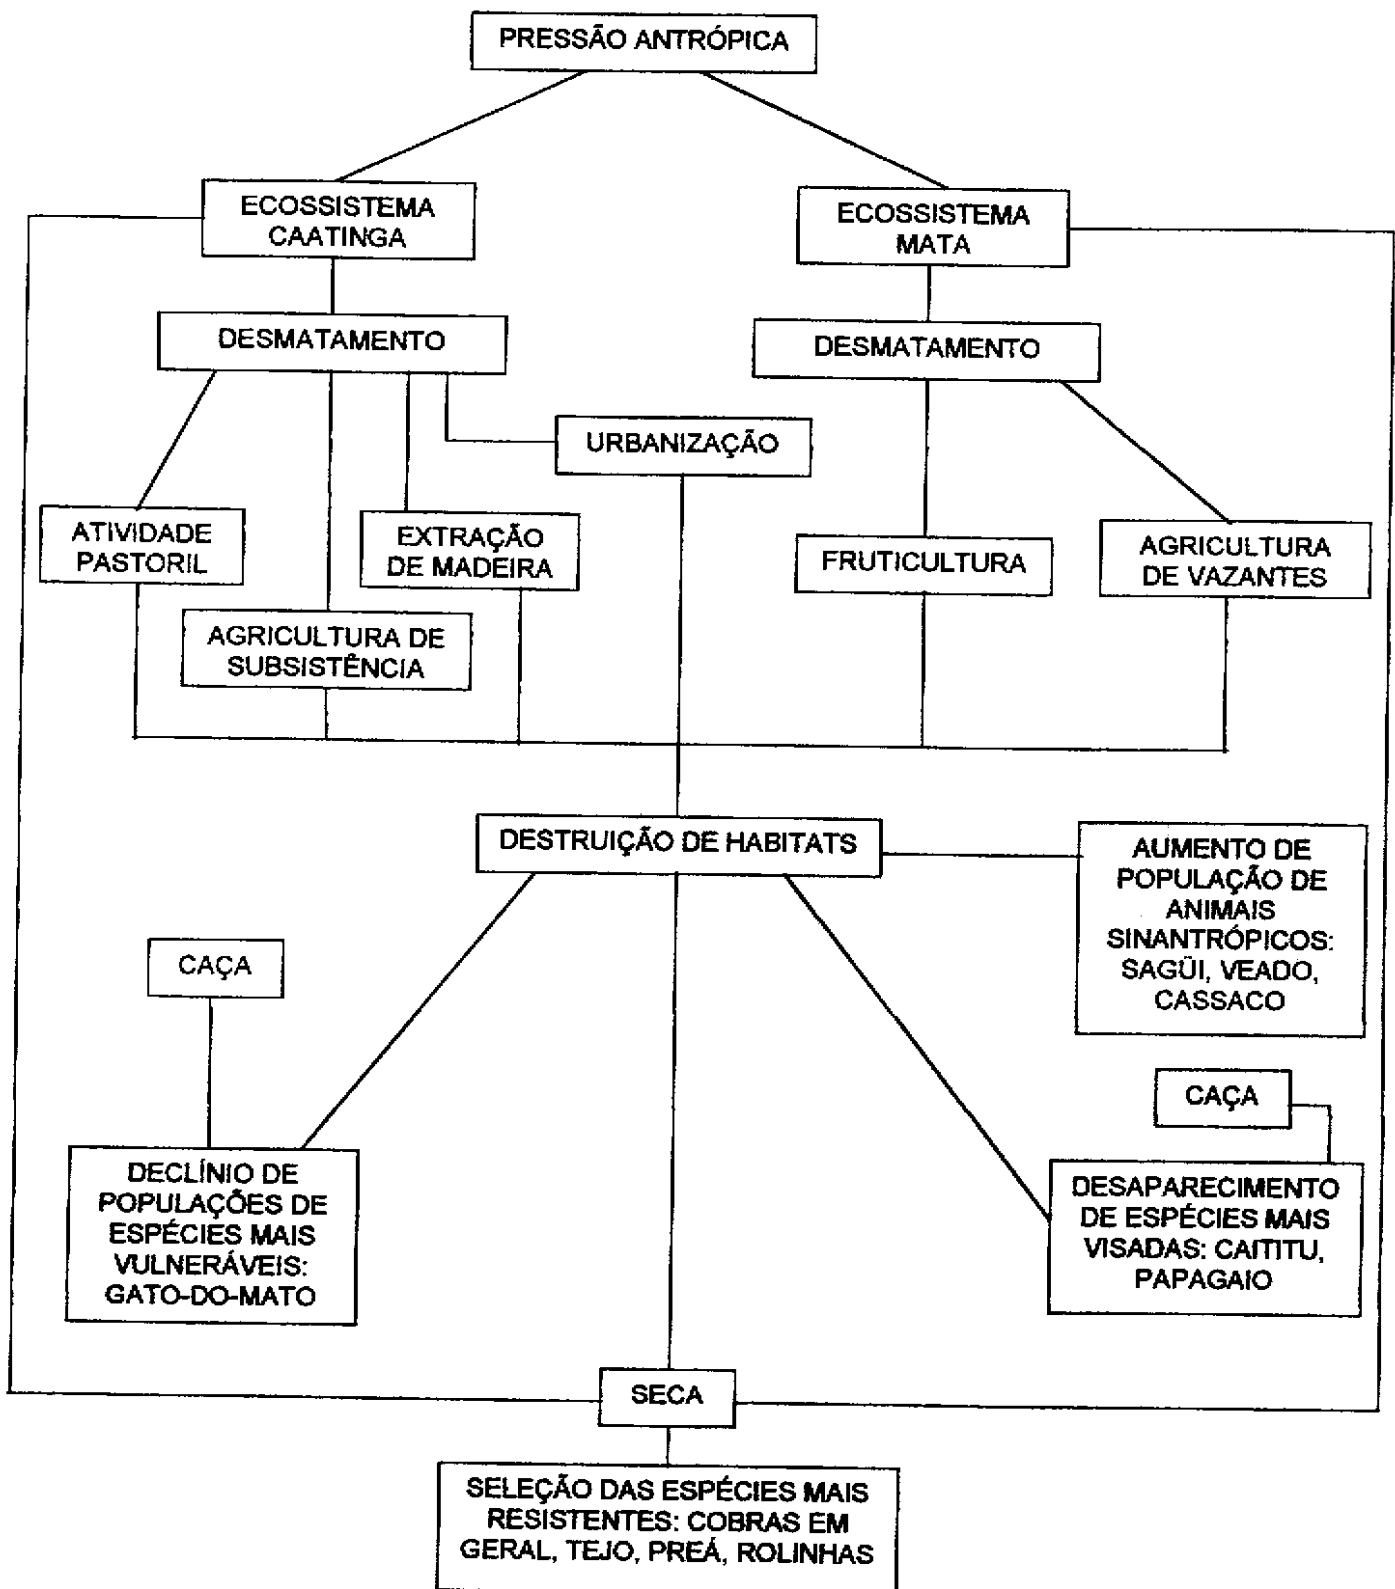 PRESSÃO ANTRÓPICA
ECOSSISTEMA
CAATINGA
ECOSSISTEMA
MATA
DESMATAMENTO
DESMATAMENTO
URBANIZAÇÃO
ATIVIDADE
PASTORIL
EXTRAÇÃO
DE MADEIRA
FRUTICULTURA
AGRICULTURA
DE VAZANTES
AGRICULTURA DE
SUBSISTÊNCIA
DESTRUIÇÃO DE HABITATS
AUMENTO DE
POPULAÇÃO DE
ANIMAIS
SINANTRÓPICOS:
SAGÜI, VEADO,
CASSACO
CAÇA
CAÇA
DECLÍNIO DE
POPULAÇÕES DE
ESPÉCIES MAIS
VULNERÁVEIS:
GATO-DO-MATO
DESAPARECIMENTO
DE ESPÉCIES MAIS
VISADAS: CAITITU,
PAPAGAIO
SECA
SELEÇÃO DAS ESPÉCIES MAIS
RESISTENTES: COBRAS EM
GERAL, TEJO, PREÁ, ROLINHAS